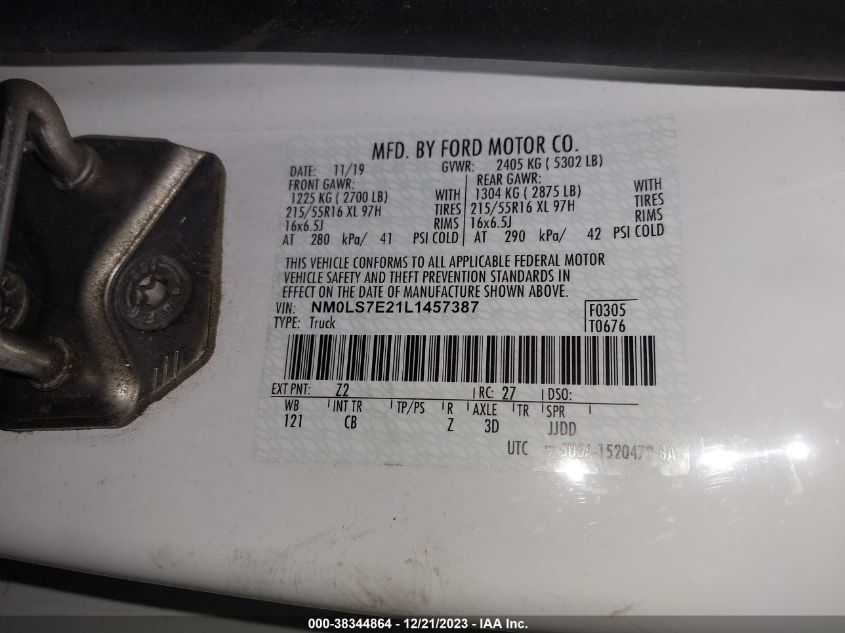 MFD. BY FORD MOTOR CO.
DATE: 11/19 GVWR: 2405 KG ( 5302 LB)
FRONT GAWR: REAR GAWR:
1225 KG ( 2700 LB) WITH 1304 KG ( 2875 LB) WITH
215/55R16 XL 97H TIRES 215/55R16 XL 97H TIRES
16x6.5J RIMS 16x6.5J RIMS
AT 280 kPa/ 41 PSI COLD AT 290 kPa/ 42 PSI COLD
THIS VEHICLE CONFORMS TO ALL APPLICABLE FEDERAL MOTOR
VEHICLE SAFETY AND THEFT PREVENTION STANDARDS IN
EFFECT ON THE DATE OF MANUFACTURE SHOWN ABOVE.
VIN: NM0LS7E21L1457387 F0305
TYPE: Truck T0676
EXT PNT: Z2 RC: 27 DSO:
WB INT TR TP/PS R AXLE TR SPR
121 CB Z 3D JJDD
UTC
000-38344864 - 12/21/2023 - IAA Inc.